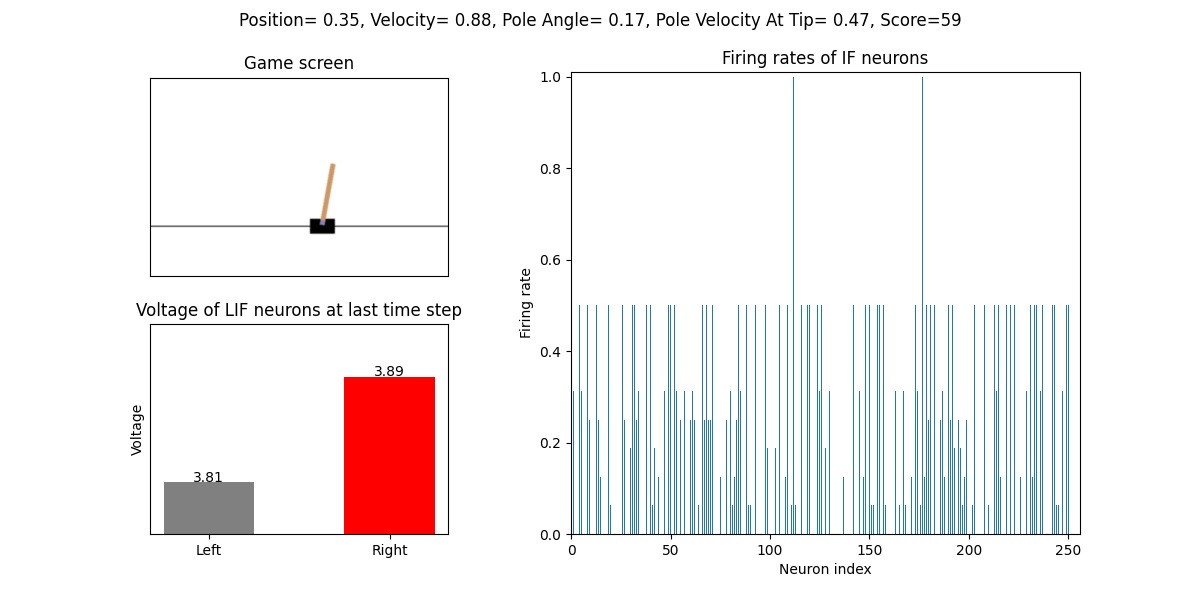 Position= 0.35, Velocity= 0.88, Pole Angle= 0.17, Pole Velocity At Tip= 0.47, Score=59
Game screen
Voltage of LIF neurons at last time step
Voltage
3.81
3.89
Left
Right
Firing rates of IF neurons
Firing rate
1.0
0.8
0.6
0.4
0.2
0.0
0
50
100
150
200
250
Neuron index